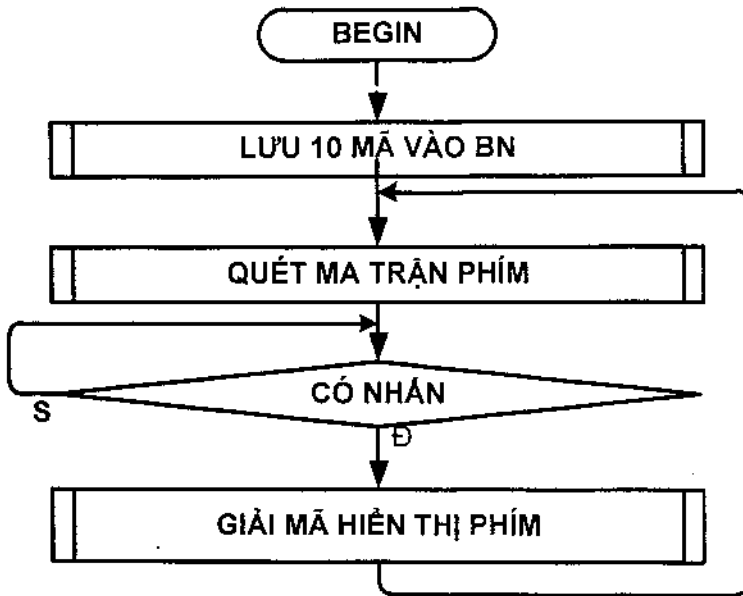 BEGIN
LƯU 10 MÃ VÀO BN
QUÉT MA TRẬN PHÍM
CÓ NHẤN
S
Đ
GIẢI MÃ HIỂN THỊ PHÍM